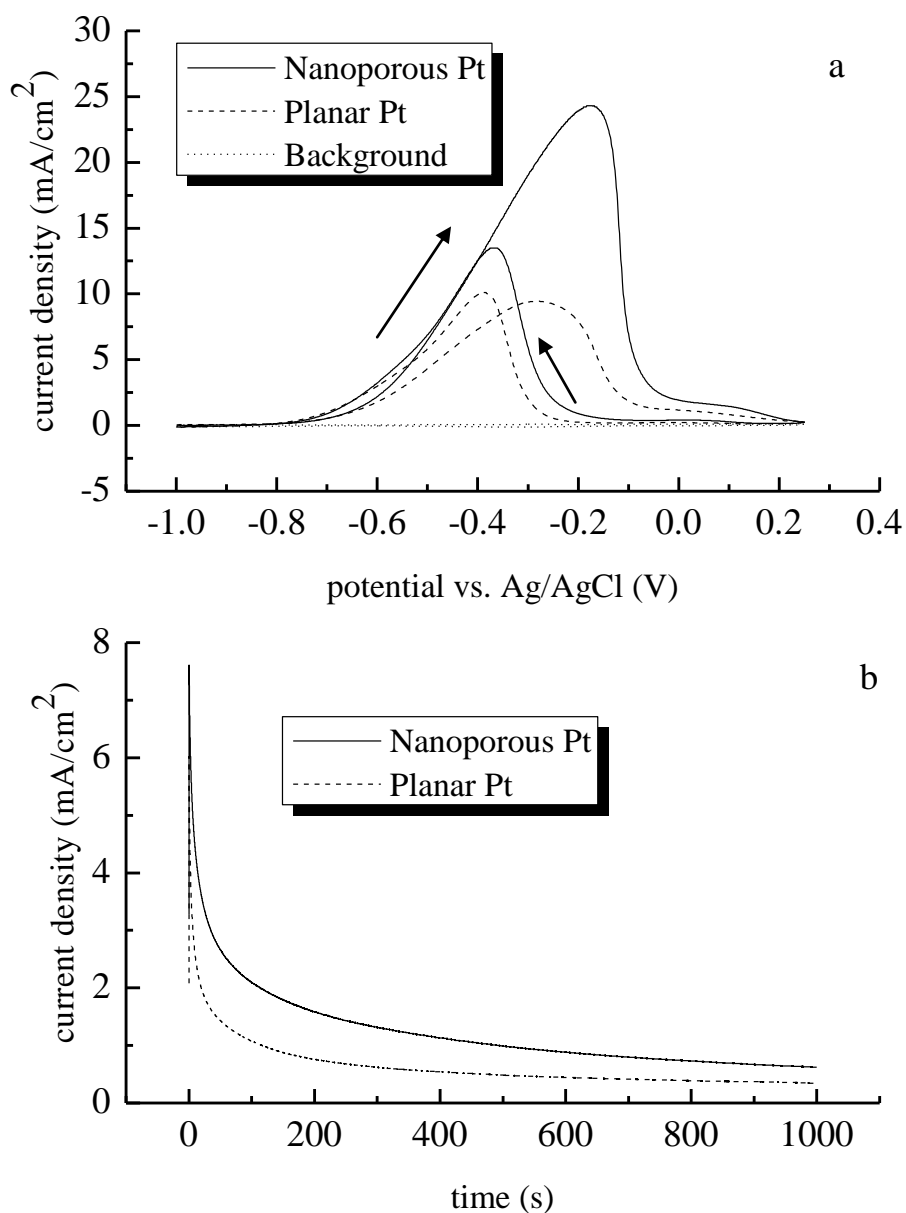 a
Nanoporous Pt
Planar Pt
Background
30
25
20
15
10
5
0
-5
current density (mA/cm²)
-1.0 -0.8 -0.6 -0.4 -0.2 0.0 0.2 0.4
potential vs. Ag/AgCl (V)
b
Nanoporous Pt
Planar Pt
8
6
4
2
0
current density (mA/cm²)
0 200 400 600 800 1000
time (s)